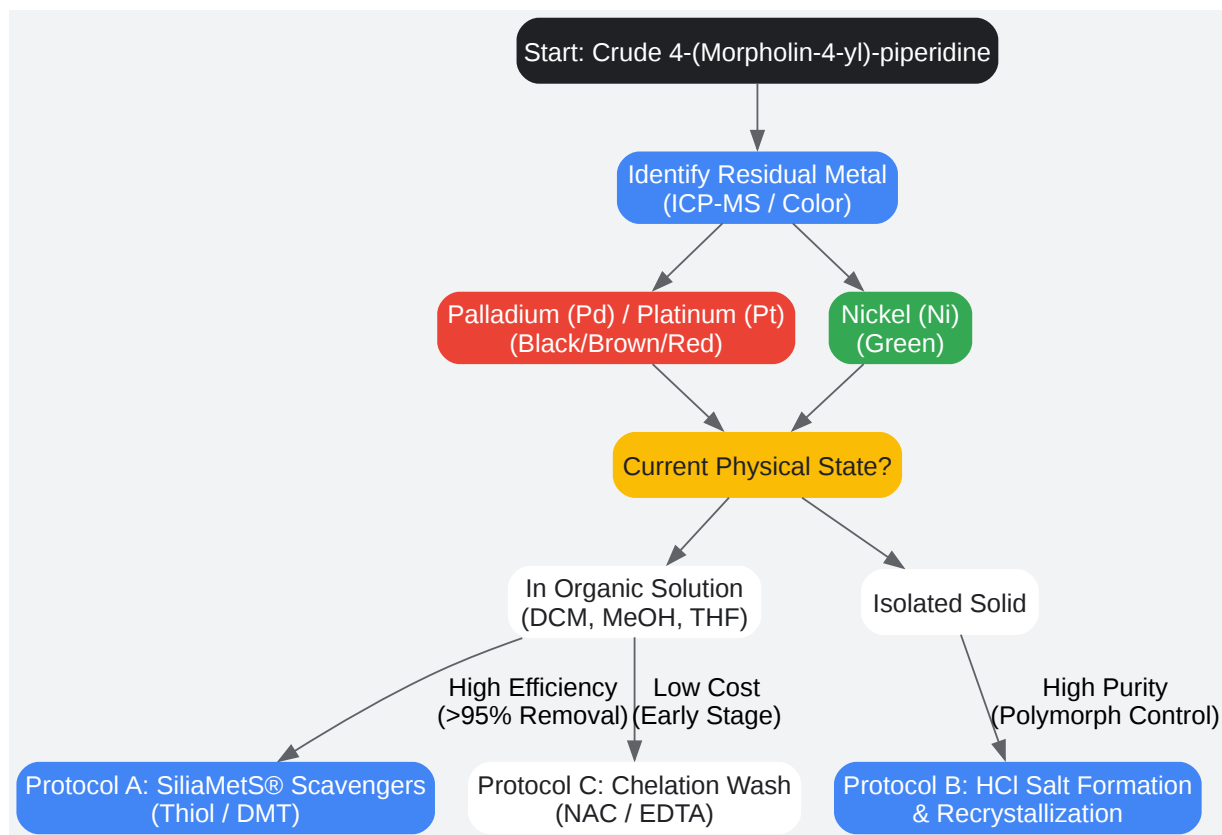 Start: Crude 4-(Morpholin-4-yl)-piperidine
Identify Residual Metal
(ICP-MS / Color)
Palladium (Pd) / Platinum (Pt)
(Black/Brown/Red)
Nickel (Ni)
(Green)
Current Physical State?
In Organic Solution
(DCM, MeOH, THF)
Isolated Solid
High Efficiency
(>95% Removal)
Low Cost
(Early Stage)
High Purity
(Polymorph Control)
Protocol A: SiliaMetS® Scavengers
(Thiol / DMT)
Protocol C: Chelation Wash
(NAC / EDTA)
Protocol B: HCl Salt Formation
& Recrystallization